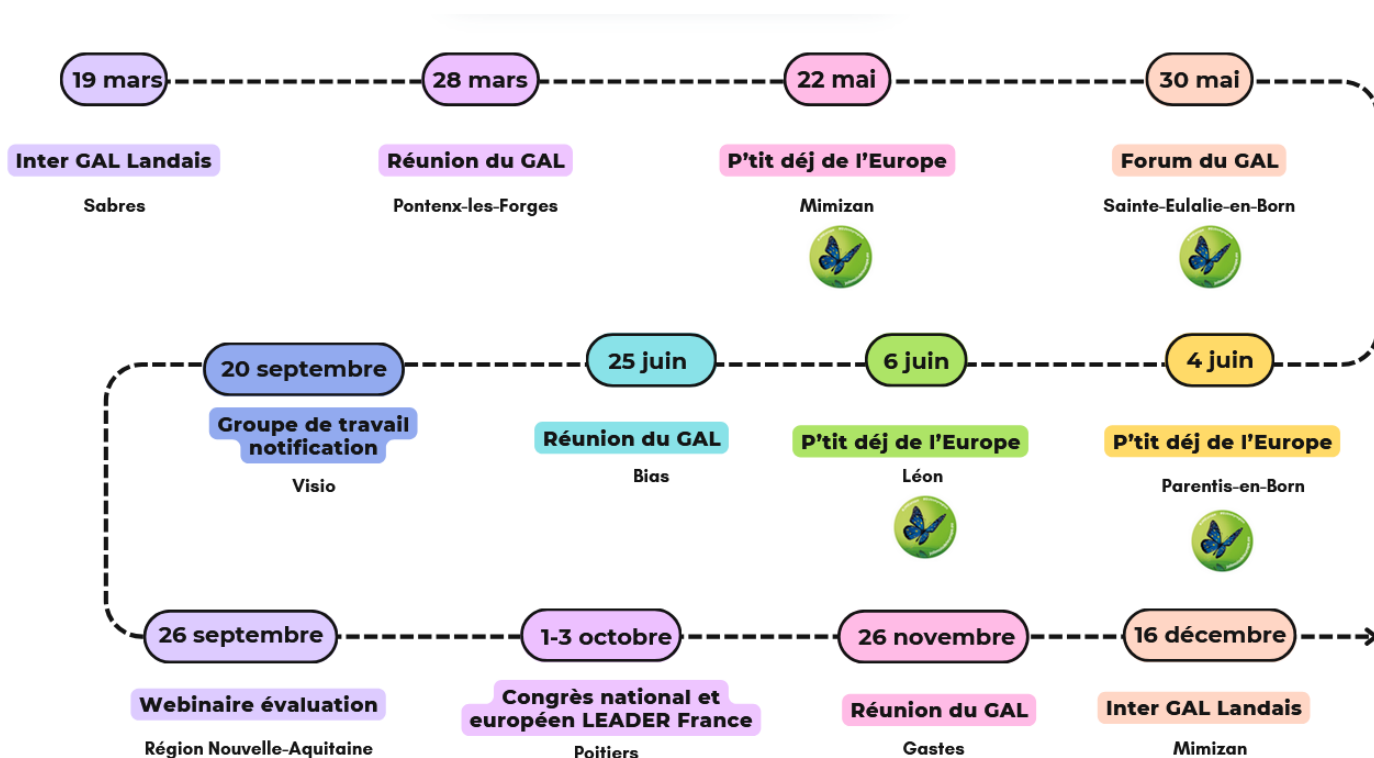 19 mars
28 mars
22 mai
30 mai
Inter GAL Landais
Réunion du GAL
P'tit déj de l'Europe
Forum du GAL
Sabres
Pontenx-les-Forges
Mimizan
Sainte-Eulalie-en-Born
20 septembre
25 juin
6 juin
4 juin
Groupe de travail
notification
Réunion du GAL
P'tit déj de l'Europe
P'tit déj de l'Europe
Visio
Bias
Léon
Parentis-en-Born
26 septembre
1-3 octobre
26 novembre
16 décembre
Webinaire évaluation
Congrès national et
européen LEADER France
Réunion du GAL
Inter GAL Landais
Région Nouvelle-Aquitaine
Poitiers
Gastes
Mimizan